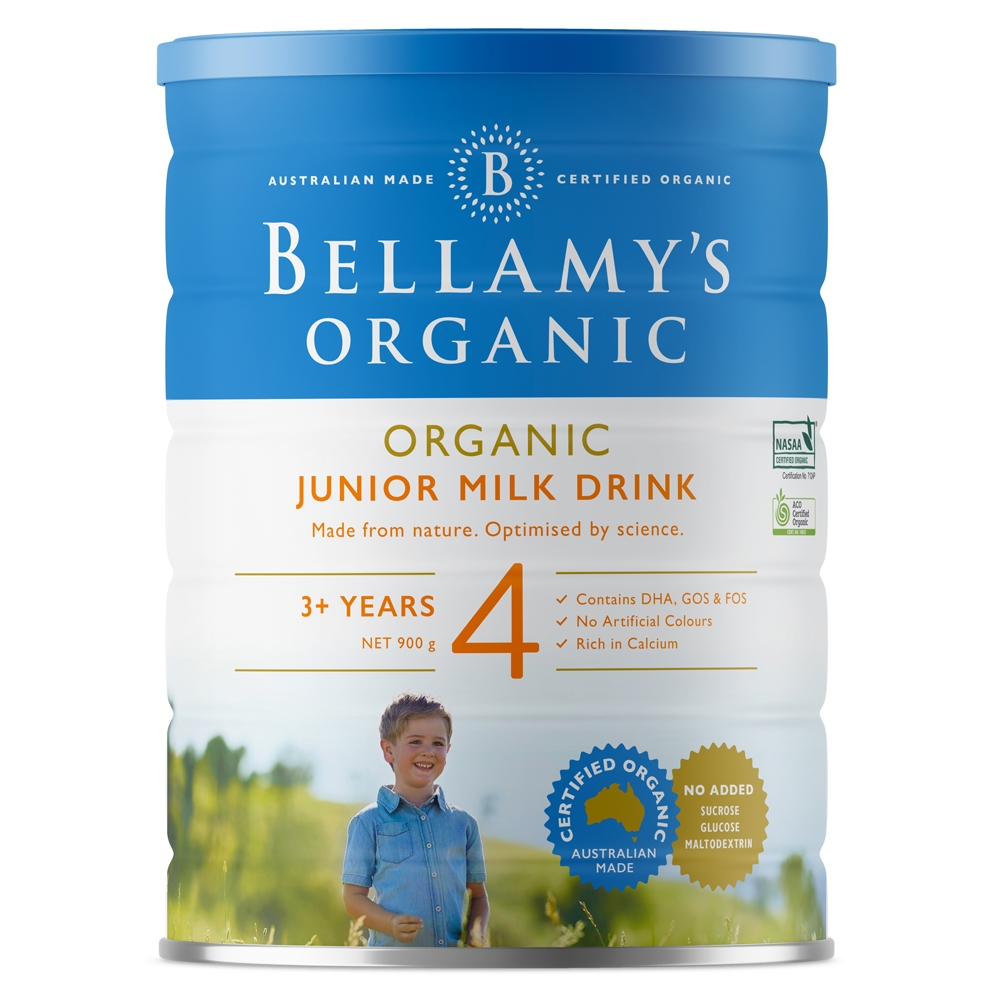 AUSTRALIAN MADE
B
CERTIFIED ORGANIC
BELLAMY'S
ORGANIC
ORGANIC
JUNIOR MILK DRINK
Made from nature. Optimised by science.
3+ YEARS
NET 900 g
4
✓ Contains DHA, GOS & FOS
✓ No Artificial Colours
✓ Rich in Calcium
NASAA
CERTIFIED ORGANIC
ACO
Certified
Organic
CERTIFIED ORGANIC
AUSTRALIAN
MADE
NO ADDED
SUCROSE
GLUCOSE
MALTODEXTRIN